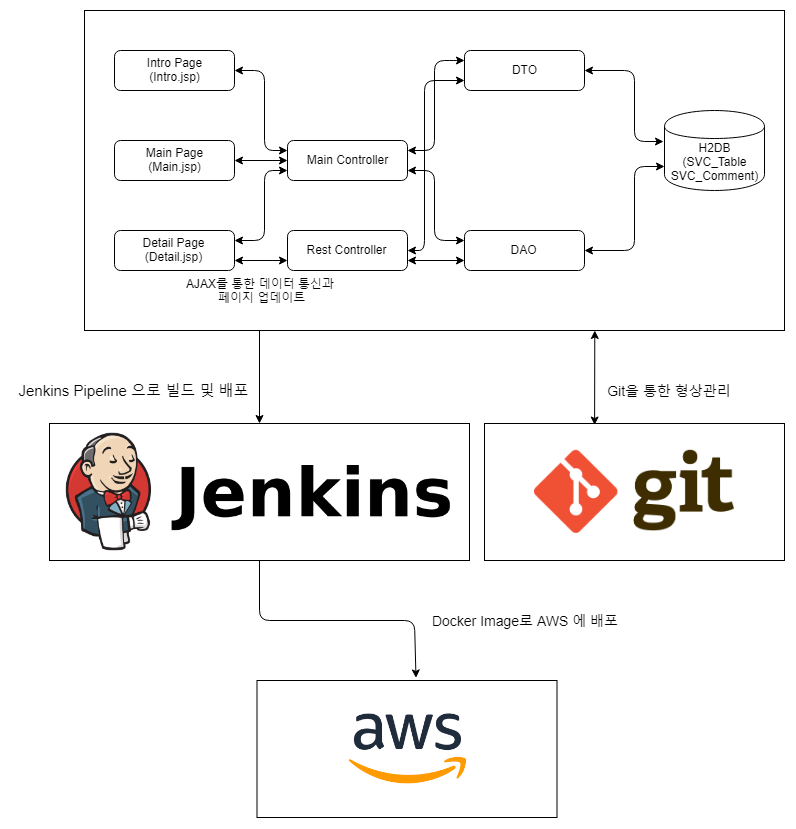 Intro Page
(Intro.jsp)
DTO
Main Page
(Main.jsp)
Main Controller
H2DB
(SVC_Table
SVC_Comment)
Detail Page
(Detail.jsp)
Rest Controller
DAO
AJAX를 통한 데이터 통신과
페이지 업데이트
Jenkins Pipeline 으로 빌드 및 배포
Git을 통한 형상관리
Jenkins
git
Docker Image로 AWS 에 배포
aws